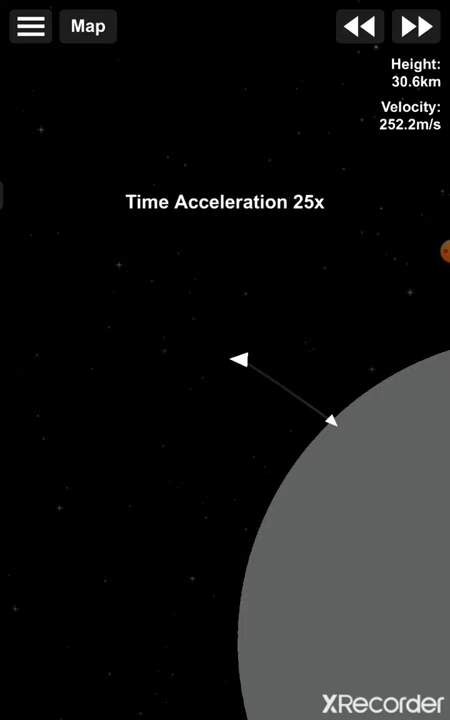 Map
Height:
30.6km
Velocity:
252.2m/s
Time Acceleration 25x
XRecorder